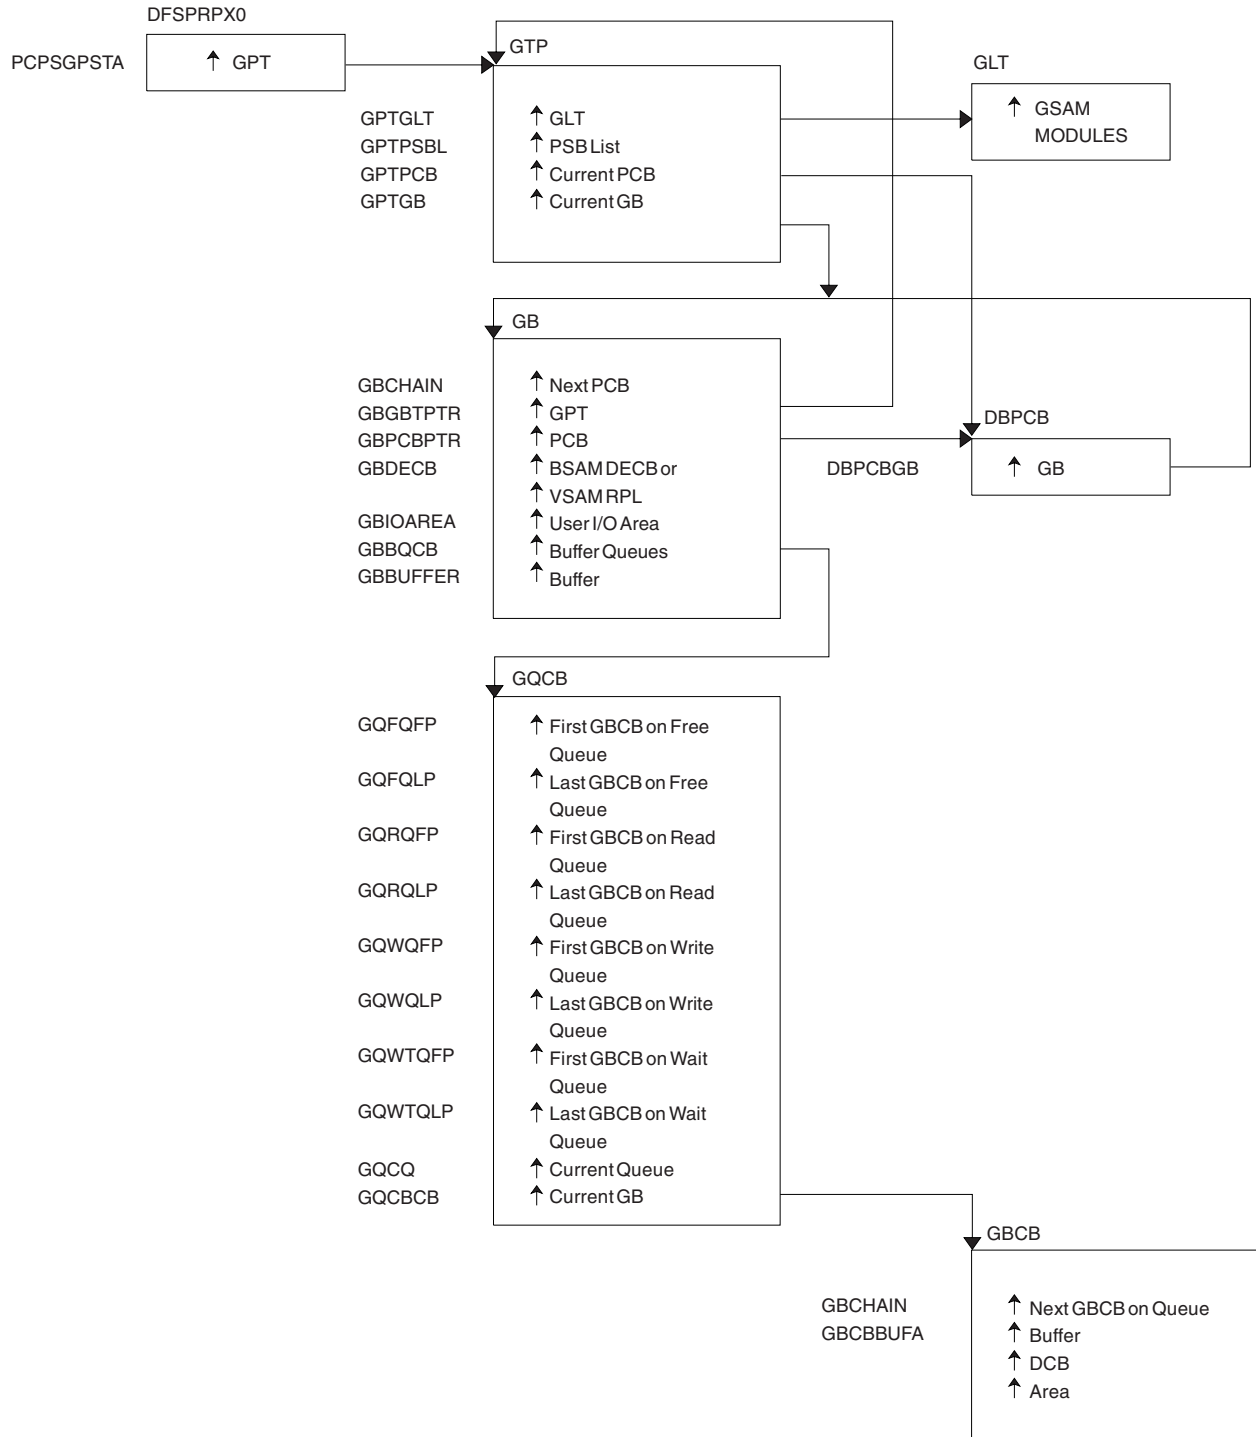 DFSPRPX0
PCPSGPSTA
GPT
GTP
GPTGLT
GLT
GPTPSBL
PSB List
GPTPCB
Current PCB
GPTGB
Current GB
GLT
GSAM
MODULES
GB
GBCHAIN
Next PCB
GBGBTPTR
GPT
GBPCBPTR
PCB
GBDECB
BSAM DECB or
VSAM RPL
GBIOAREA
User I/O Area
GBBQCB
Buffer Queues
GBBUFFER
Buffer
DBPCB
DBPCBGB
GB
GQCB
GQFQFP
First GBCB on Free
Queue
GQFQLP
Last GBCB on Free
Queue
GQRQFP
First GBCB on Read
Queue
GQRQLP
Last GBCB on Read
Queue
GQWQFP
First GBCB on Write
Queue
GQWQLP
Last GBCB on Write
Queue
GQWTQFP
First GBCB on Wait
Queue
GQWTQLP
Last GBCB on Wait
Queue
GQCQ
Current Queue
GQCBCB
Current GB
GBCB
GBCHAIN
Next GBCB on Queue
GBCBBUFA
Buffer
DCB
Area